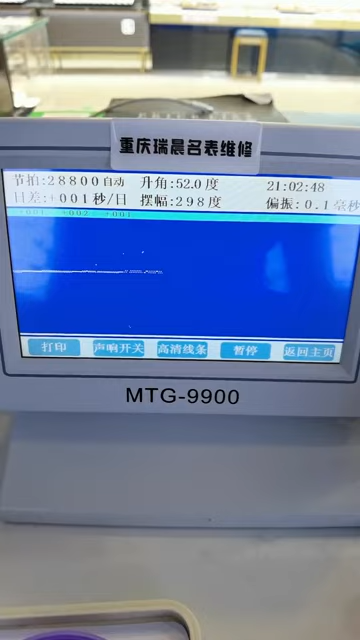 重庆瑞晨名表维修
节拍:28800自动 升角:52.0度 21:02:48
日差:+001秒/日 摆幅:298度 偏振:0.1毫秒
+001 +002 +001
打印 声响开关 高清线条 暂停 返回主页
MTG-9900